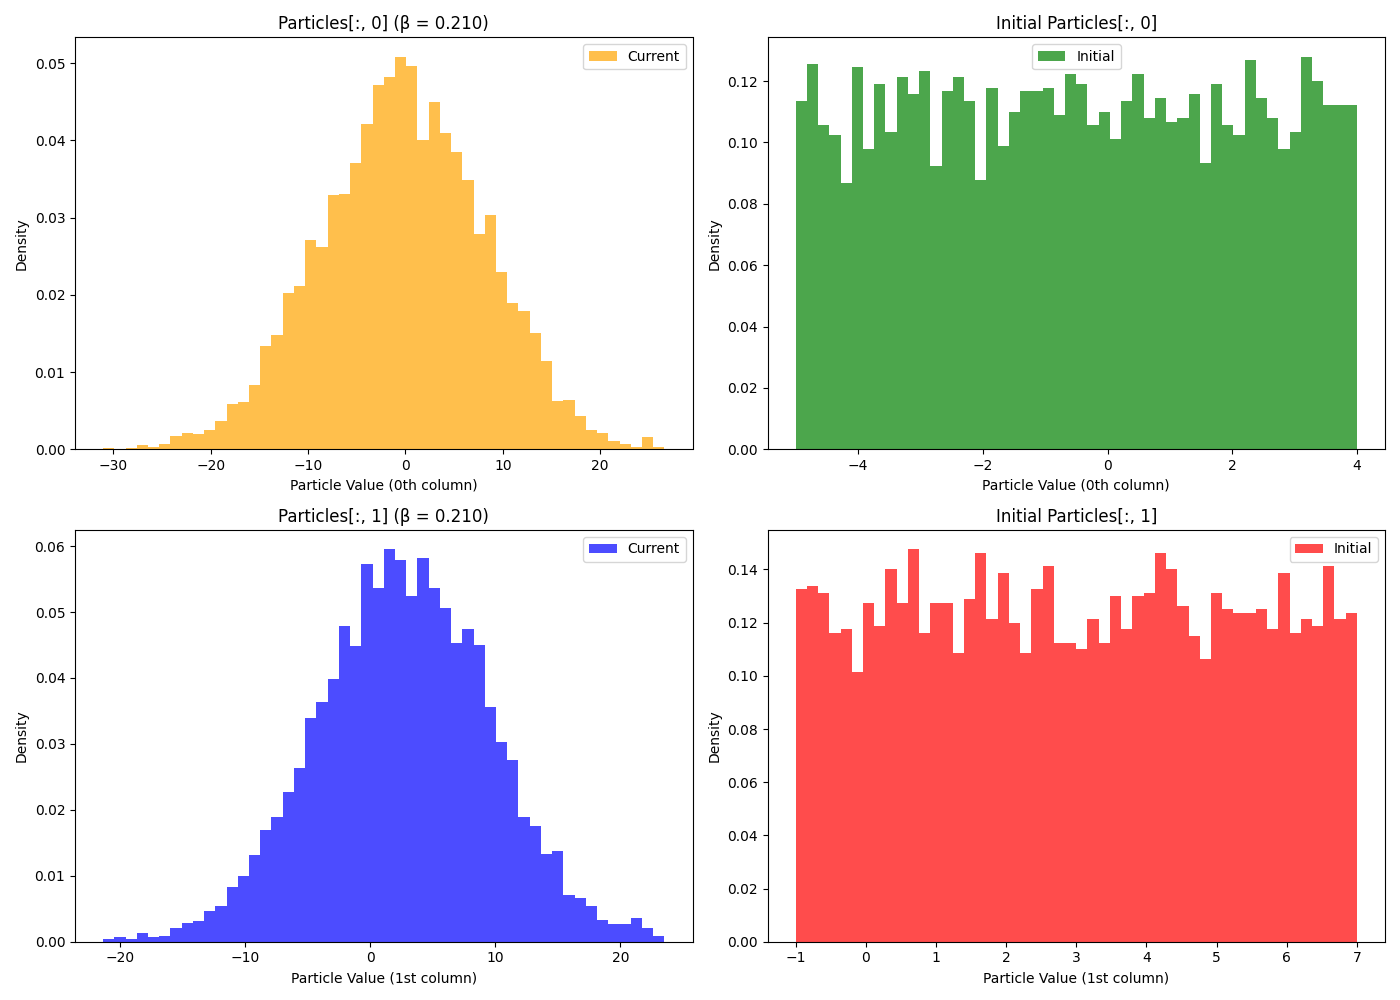 Particles[:, 0] (β = 0.210)
Current
Density
0.05
0.04
0.03
0.02
0.01
0.00
−30 −20 −10 0 10 20
Particle Value (0th column)
Initial Particles[:, 0]
Initial
Density
0.12
0.10
0.08
0.06
0.04
0.02
0.00
−4 −2 0 2 4
Particle Value (0th column)
Particles[:, 1] (β = 0.210)
Current
Density
0.06
0.05
0.04
0.03
0.02
0.01
0.00
−20 −10 0 10 20
Particle Value (1st column)
Initial Particles[:, 1]
Initial
Density
0.14
0.12
0.10
0.08
0.06
0.04
0.02
0.00
−1 0 1 2 3 4 5 6 7
Particle Value (1st column)